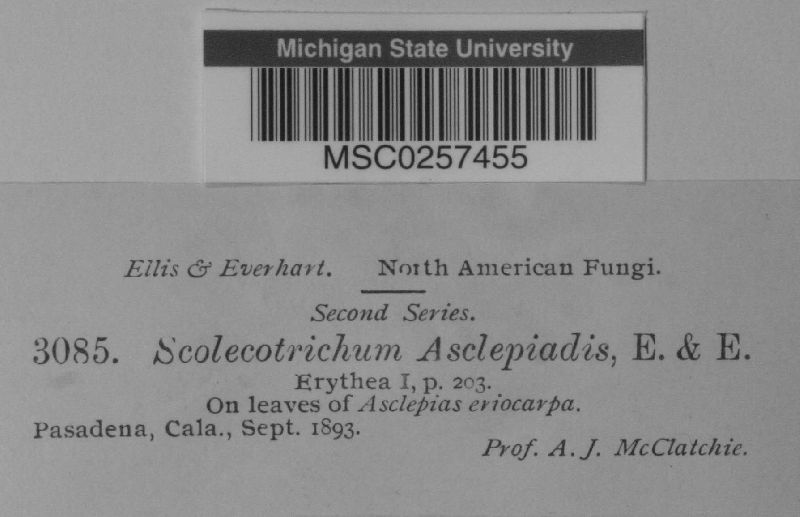 Michigan State University
MSC0257455
Ellis & Everhart. North American Fungi.
Second Series.
3085. Scolecotrichum Asclepiadis, E. & E.
Erythea I, p. 203.
On leaves of Asclepias eriocarpa.
Pasadena, Cala., Sept. 1893.
Prof. A. J. McClatchie.